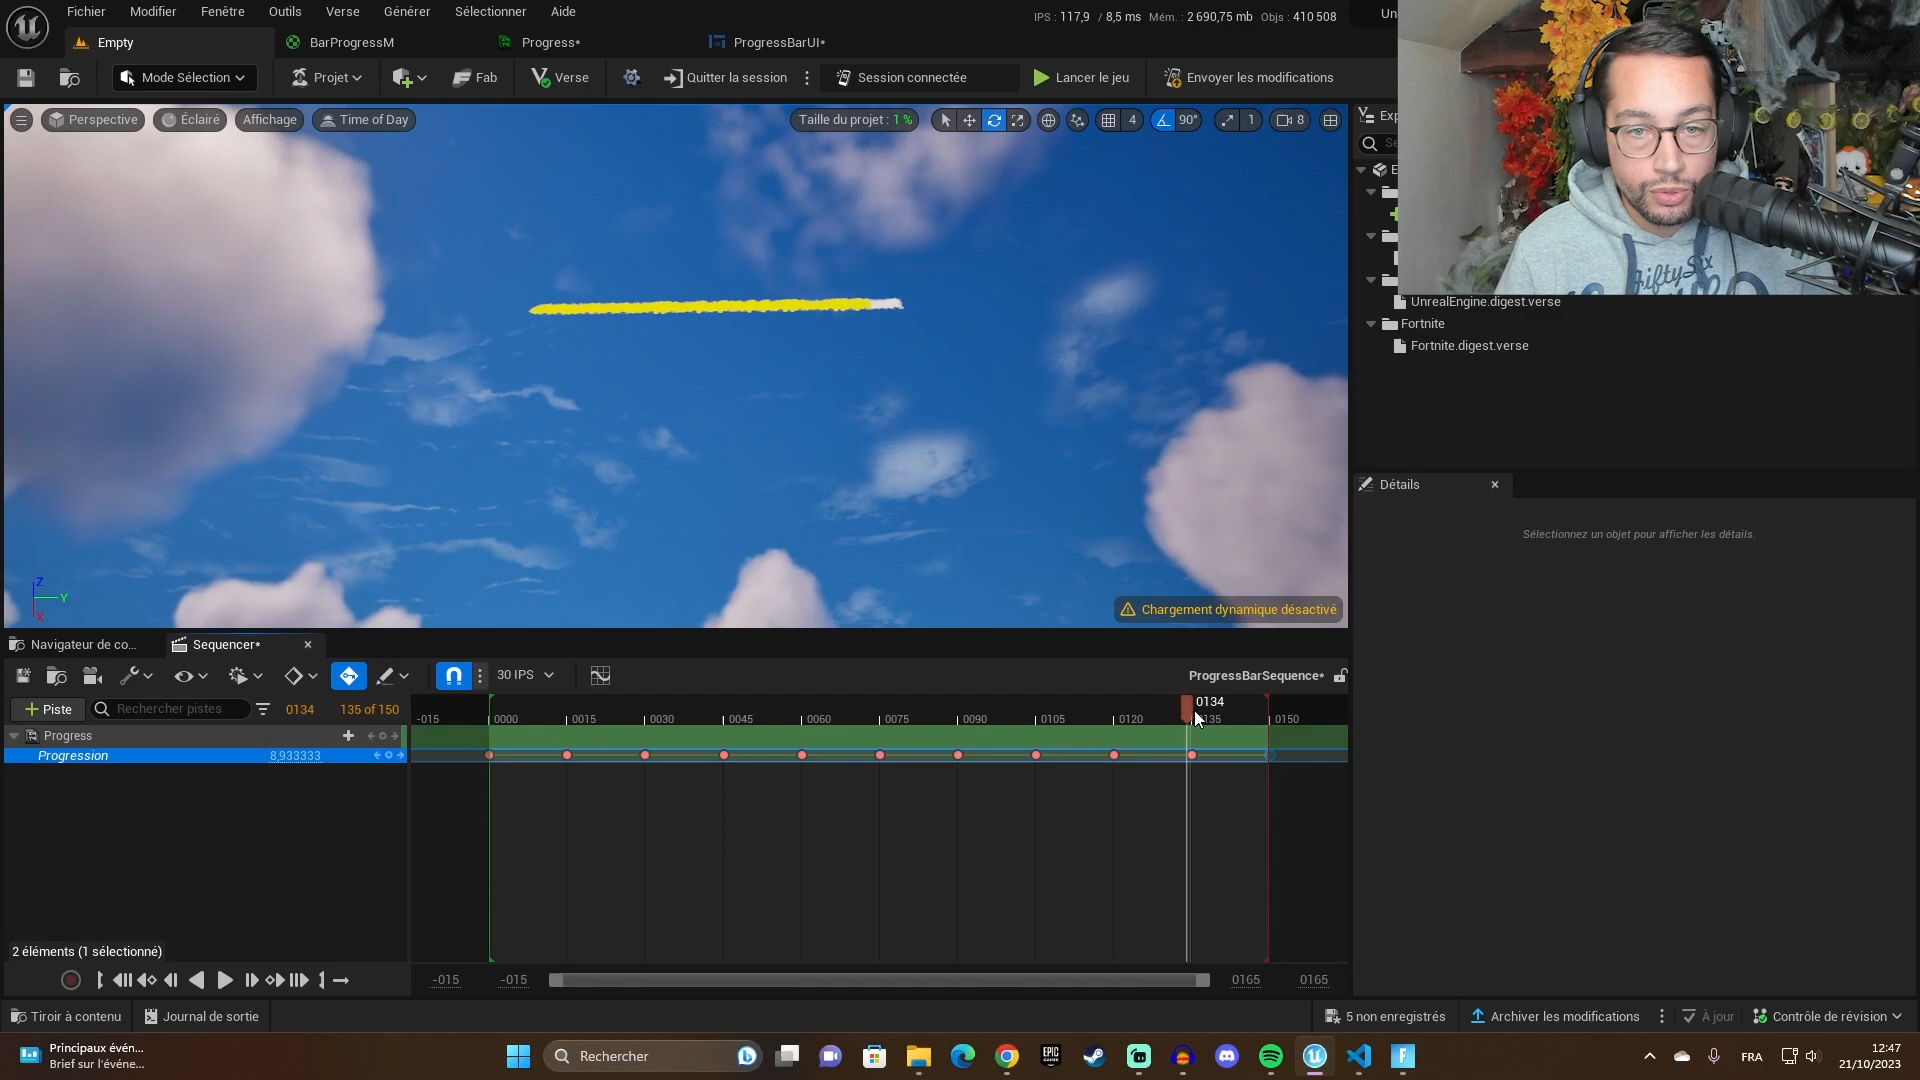 Fichier Modifier Fenêtre Outils Verse Générer Sélectionner Aide
IPS : 117,9 / 8,5 ms Mém. : 2 690,75 mb Objs : 410 508
Un
Empty
BarProgressM
Progress*
ProgressBarUI*
Mode Sélection
Projet
Fab
Verse
Quitter la session
Session connectée
Lancer le jeu
Envoyer les modifications
Perspective
Éclairé
Affichage
Time of Day
Taille du projet : 1 %
4
90°
1
8
Exp
Se
E
UnrealEngine.digest.verse
Fortnite
Fortnite.digest.verse
Z
Y
X
Chargement dynamique désactivé
Détails
Sélectionnez un objet pour afficher les détails.
Navigateur de co...
Sequencer*
30 IPS
ProgressBarSequence*
Piste
Rechercher pistes
0134
135 of 150
0134
-015 0000 0015 0030 0045 0060 0075 0090 0105 0120 0135 0150
Progress
Progression
8,933333
2 éléments (1 sélectionné)
-015
-015
0165
0165
Tiroir à contenu
Journal de sortie
5 non enregistrés
Archiver les modifications
À jour
Contrôle de révision
Principaux évén...
Brief sur l'événe...
Rechercher
EPIC
GAMES
FRA
12:47
21/10/2023